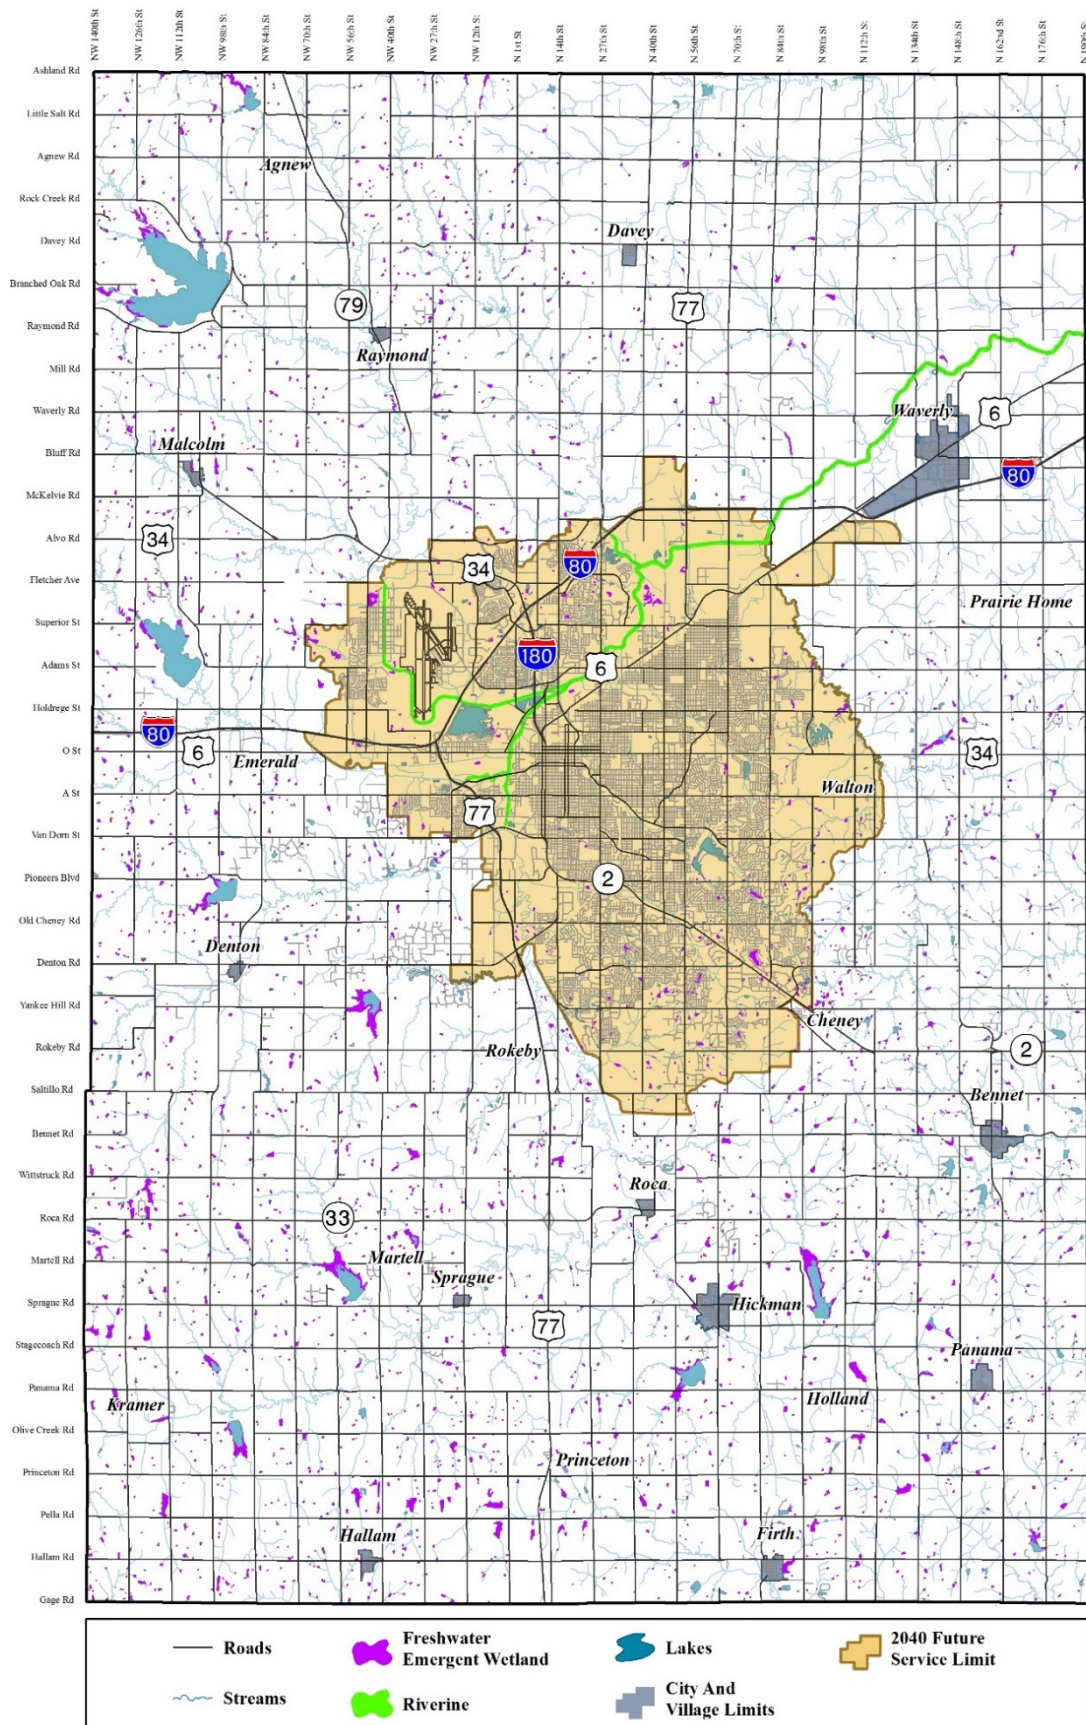 NW 140th St
NW 126th St
NW 112th St
NW 98th St
NW 84th St
NW 70th St
NW 56th St
NW 40th St
NW 27th St
NW 12th St
N 1st St
N 14th St
N 27th St
N 40th St
N 56th St
N 70th St
N 84th St
N 98th St
N 112th St
N 134th St
N 148th St
162nd St
N 176th St
N 190th St
Ashland Rd
Little Salt Rd
Agnew Rd
Agnew
Rock Creek Rd
Davey Rd
Davey
Branched Oak Rd
79
77
Raymond Rd
Raymond
Mill Rd
Waverly Rd
Waverly
6
Malcolm
Bluff Rd
80
McKelvie Rd
34
Alvo Rd
34
80
Fletcher Ave
Prairie Home
Superior St
180
Adams St
6
Holdrege St
80
6
O St
Emerald
34
A St
Walton
77
Van Dorn St
Pioneers Blvd
2
Old Cheney Rd
Denton
Denton Rd
Yankee Hill Rd
Cheney
Rokeby Rd
Rokeby
2
Saltillo Rd
Bennet
Bennet Rd
Wittstruck Rd
Roca
Roca Rd
33
Martell Rd
Martell
Sprague
Sprague Rd
Hickman
77
Stagecoach Rd
Panama
Panama Rd
Kramer
Holland
Olive Creek Rd
Princeton
Princeton Rd
Pella Rd
Hallam
Firth
Hallam Rd
Gage Rd
Roads
Freshwater
Emergent Wetland
Lakes
2040 Future
Service Limit
Streams
Riverine
City And
Village Limits